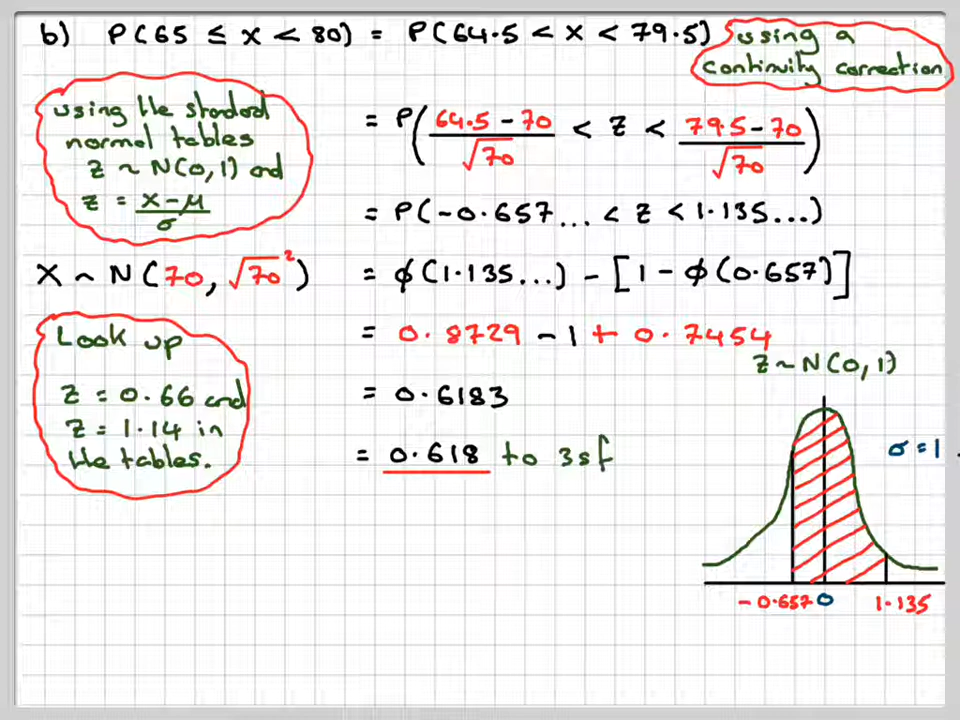 b) P(65 ≤ x < 80) = P(64.5 < x < 79.5)
using a
continuity correction
using the standard
normal tables
z ~ N(0,1) and
z = x-μ/σ
= P(64.5-70/√70 < z < 79.5-70/√70)
= P(-0.657... < z < 1.135...)
X ~ N(70, √70²)
= ϕ(1.135...) - [1 - ϕ(0.657)]
= 0.8729 - 1 + 0.7454
Look up
z = 0.66 and
z = 1.14 in
the tables.
= 0.6183
= 0.618 to 3sf
z ~ N(0,1)
σ = 1
-0.657 0 1.135